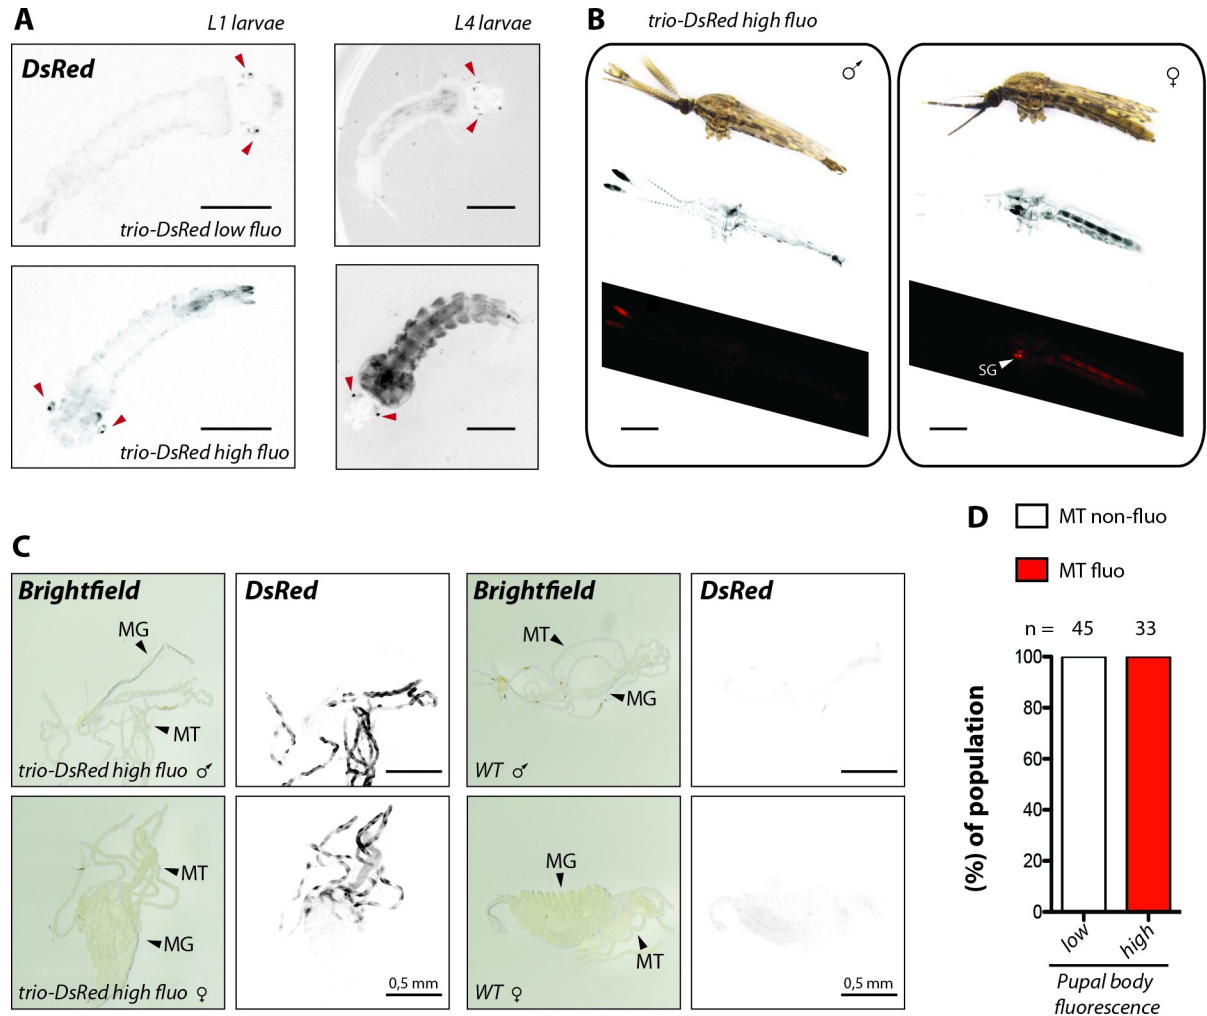 A
L1 larvae
L4 larvae
DsRed
trio-DsRed low fluo
trio-DsRed high fluo
B
trio-DsRed high fluo
♂
♀
SG
C
Brightfield
DsRed
Brightfield
DsRed
MG
MT
trio-DsRed high fluo ♂
MT
MG
WT ♂
MT
MG
trio-DsRed high fluo ♀
0,5 mm
MG
MT
WT ♀
0,5 mm
D
MT non-fluo
MT fluo
n = 45 33
(%) of population
100
80
60
40
20
0
low
high
Pupal body
fluorescence